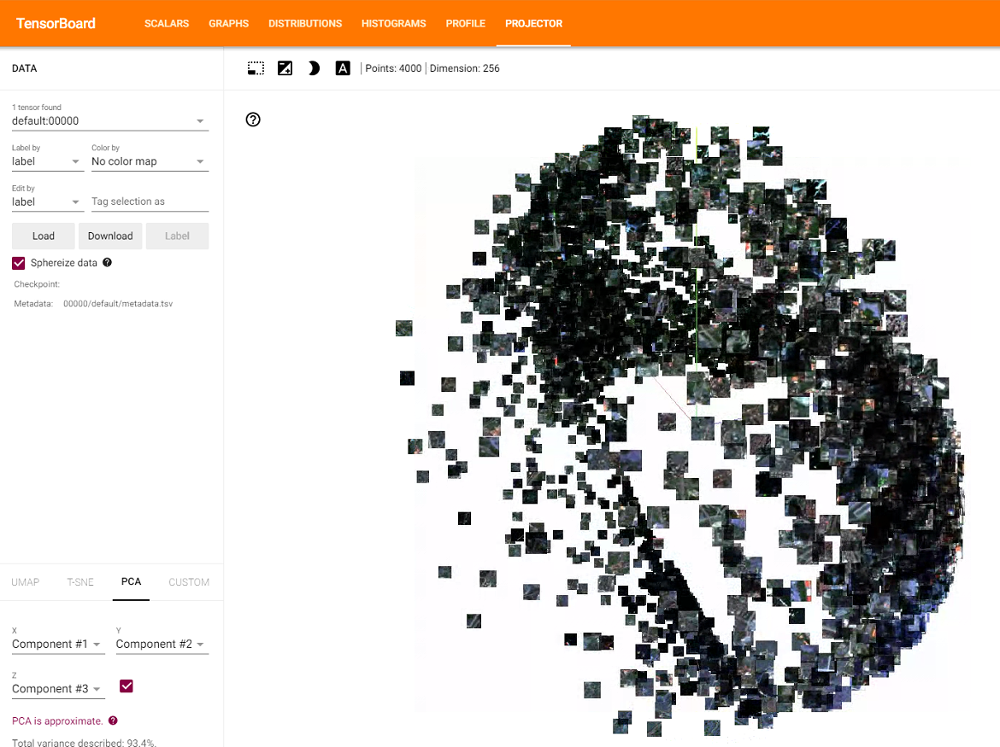 TensorBoard SCALARS GRAPHS DISTRIBUTIONS HISTOGRAMS PROFILE PROJECTOR
DATA
A Points: 4000 Dimension: 256
1 tensor found
default:00000
Label by Color by
label No color map
Edit by
label Tag selection as
Load Download Label
Sphereize data ?
Checkpoint:
Metadata: 00000/default/metadata.tsv
?
UMAP T-SNE PCA CUSTOM
X Y
Component #1 Component #2
Z
Component #3
PCA is approximate. ?
Total variance described: 93.4%.